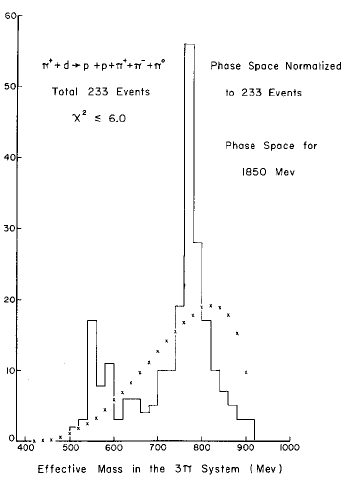 60
π⁺ + d → p + p + π⁺ + π⁻ + π⁰
Phase Space Normalized
Total 233 Events
to 233 Events
50
χ² ≤ 6.0
Phase Space for
40
1850 Mev
30
20
10
0
400 500 600 700 800 900 1000
Effective Mass in the 3π System (Mev)